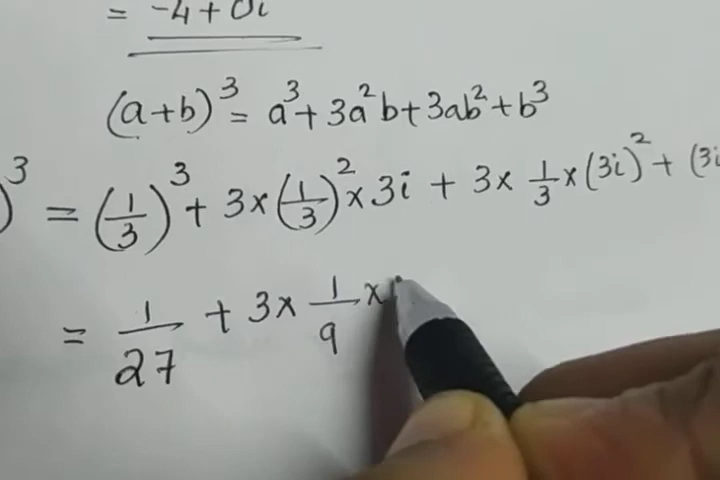 = -4 + 0i
(a+b)³ = a³ + 3a²b + 3ab² + b³
)³ = (1/3)³ + 3 × (1/3)² × 3i + 3 × 1/3 × (3i)² + (3i
= 1/27 + 3 × 1/9 ×